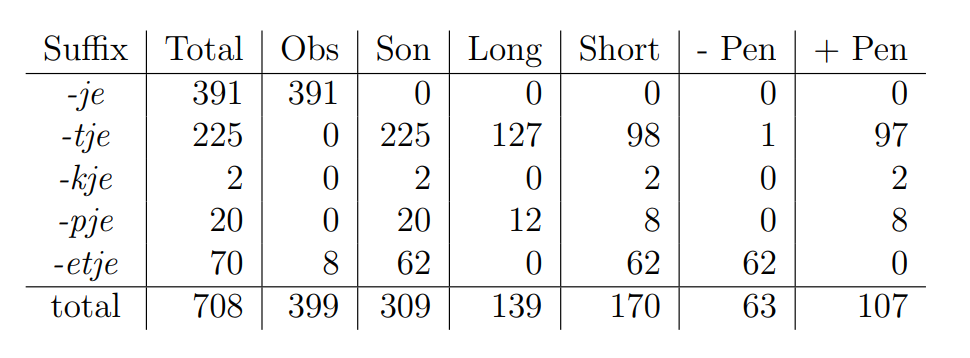 Suffix Total Obs Son Long Short - Pen + Pen
-je 391 391 0 0 0 0 0
-tje 225 0 225 127 98 1 97
-kje 2 0 2 0 2 0 2
-pje 20 0 20 12 8 0 8
-etje 70 8 62 0 62 62 0
total 708 399 309 139 170 63 107